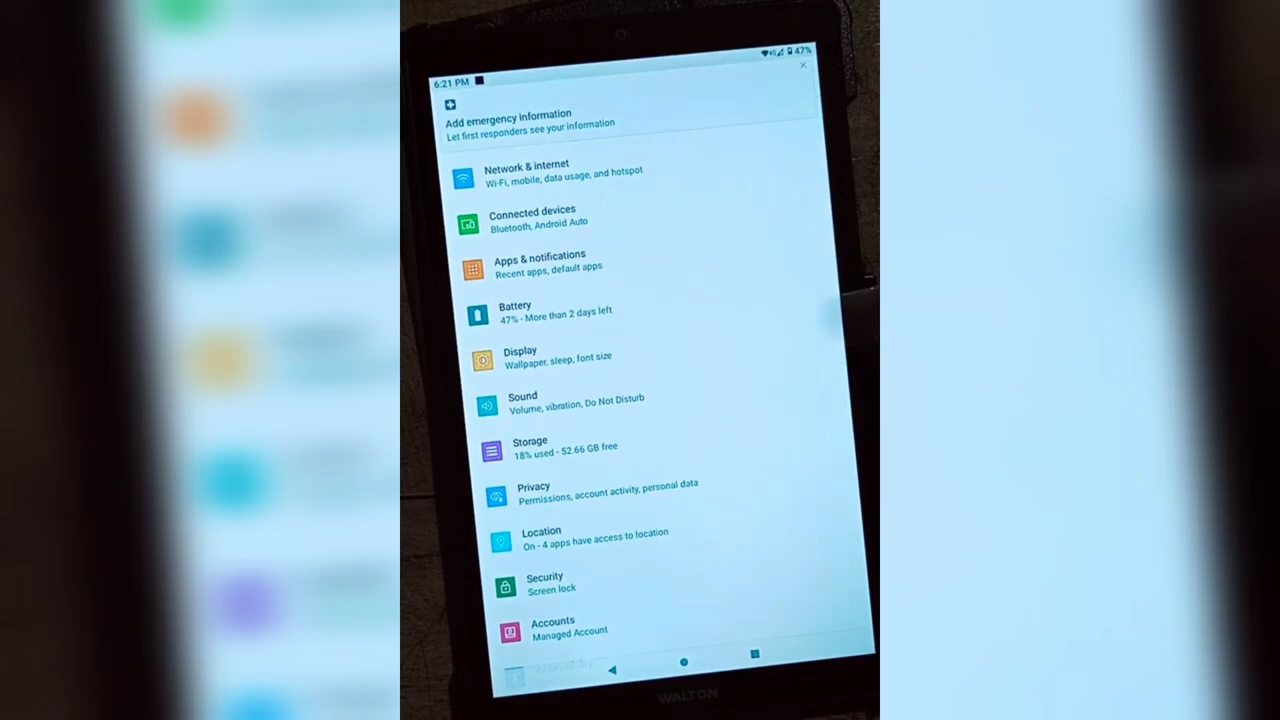 6:21 PM
4G 47%
Add emergency information
Let first responders see your information
Network & internet
Wi-Fi, mobile, data usage, and hotspot
Connected devices
Bluetooth, Android Auto
Apps & notifications
Recent apps, default apps
Battery
47% - More than 2 days left
Display
Wallpaper, sleep, font size
Sound
Volume, vibration, Do Not Disturb
Storage
18% used - 52.66 GB free
Privacy
Permissions, account activity, personal data
Location
On - 4 apps have access to location
Security
Screen lock
Accounts
Managed Account
Accessibility
WALTON